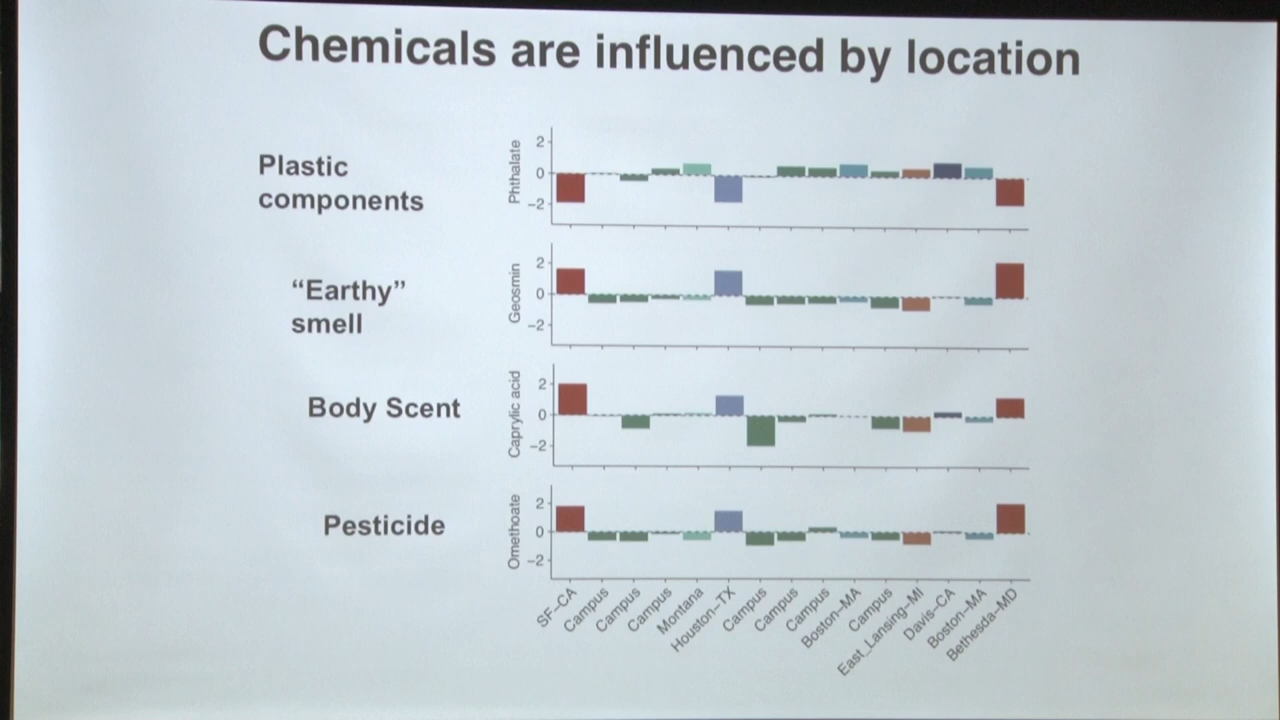 Chemicals are influenced by location
Plastic
components
Phthalate
2
0
−2
“Earthy”
smell
Geosmin
2
0
−2
Body Scent
Caprylic acid
2
0
−2
Pesticide
Omethoate
2
0
−2
SF−CA
Campus
Campus
Campus
Montana
Houston−TX
Campus
Campus
Campus
Boston−MA
Campus
East_Lansing−MI
Davis−CA
Boston−MA
Bethesda−MD